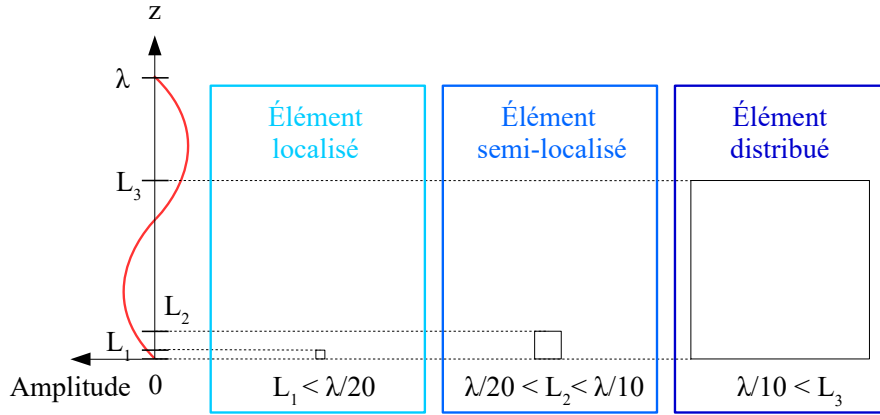 z
λ
Élément
localisé
Élément
semi-localisé
Élément
distribué
L₃
L₂
L₁
Amplitude 0
L₁ < λ/20
λ/20 < L₂ < λ/10
λ/10 < L₃